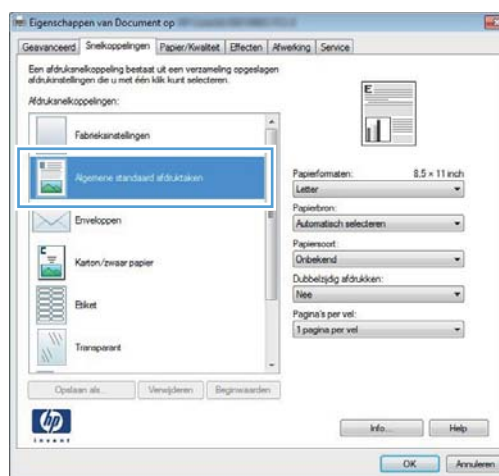 Eigenschappen van Document op
Geavanceerd Snelkoppelingen Papier/Kwaliteit Effecten Afwerking Service
Een afdruksnelkoppeling bestaat uit een verzameling opgeslagen
afdrukinstellingen die u met één klik kunt selecteren.
Afdruksnelkoppelingen:
Fabrieksinstellingen
Algemene standaard afdruktaken
Enveloppen
Karton/zwaar papier
Etiket
Transparant
Papierformaten: 8,5 × 11 inch
Letter
Papierbron:
Automatisch selecteren
Papiersoort:
Onbekend
Dubbelzijdig afdrukken:
Nee
Pagina's per vel:
1 pagina per vel
Opslaan als... Verwijderen Beginwaarden
hp
invent
Info... Help
OK Annuleren